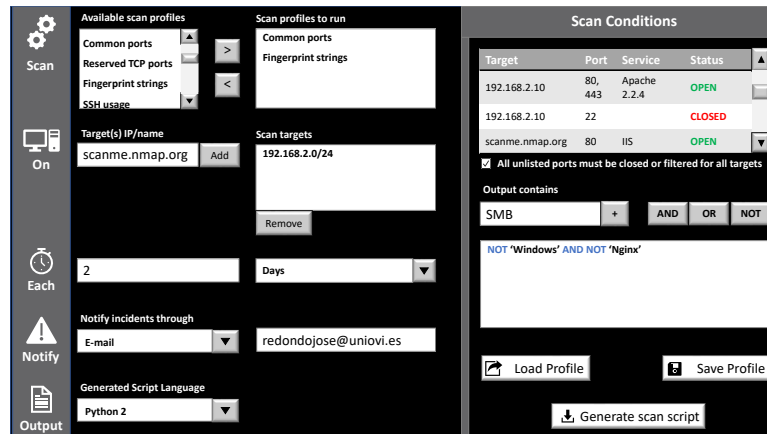 Scan
On
Each
Notify
Output
Available scan profiles
Common ports
Reserved TCP ports
Fingerprint strings
SSH usage
>
<
Scan profiles to run
Common ports
Fingerprint strings
Target(s) IP/name
scanme.nmap.org
Add
Scan targets
192.168.2.0/24
Remove
2
Days
Notify incidents through
E-mail
redondojose@uniovi.es
Generated Script Language
Python 2
Scan Conditions
Target Port Service Status
192.168.2.10 80, 443 Apache 2.2.4 OPEN
192.168.2.10 22 CLOSED
scanme.nmap.org 80 IIS OPEN
All unlisted ports must be closed or filtered for all targets
Output contains
SMB
+
AND
OR
NOT
NOT ‘Windows’ AND NOT ‘Nginx’
Load Profile
Save Profile
Generate scan script